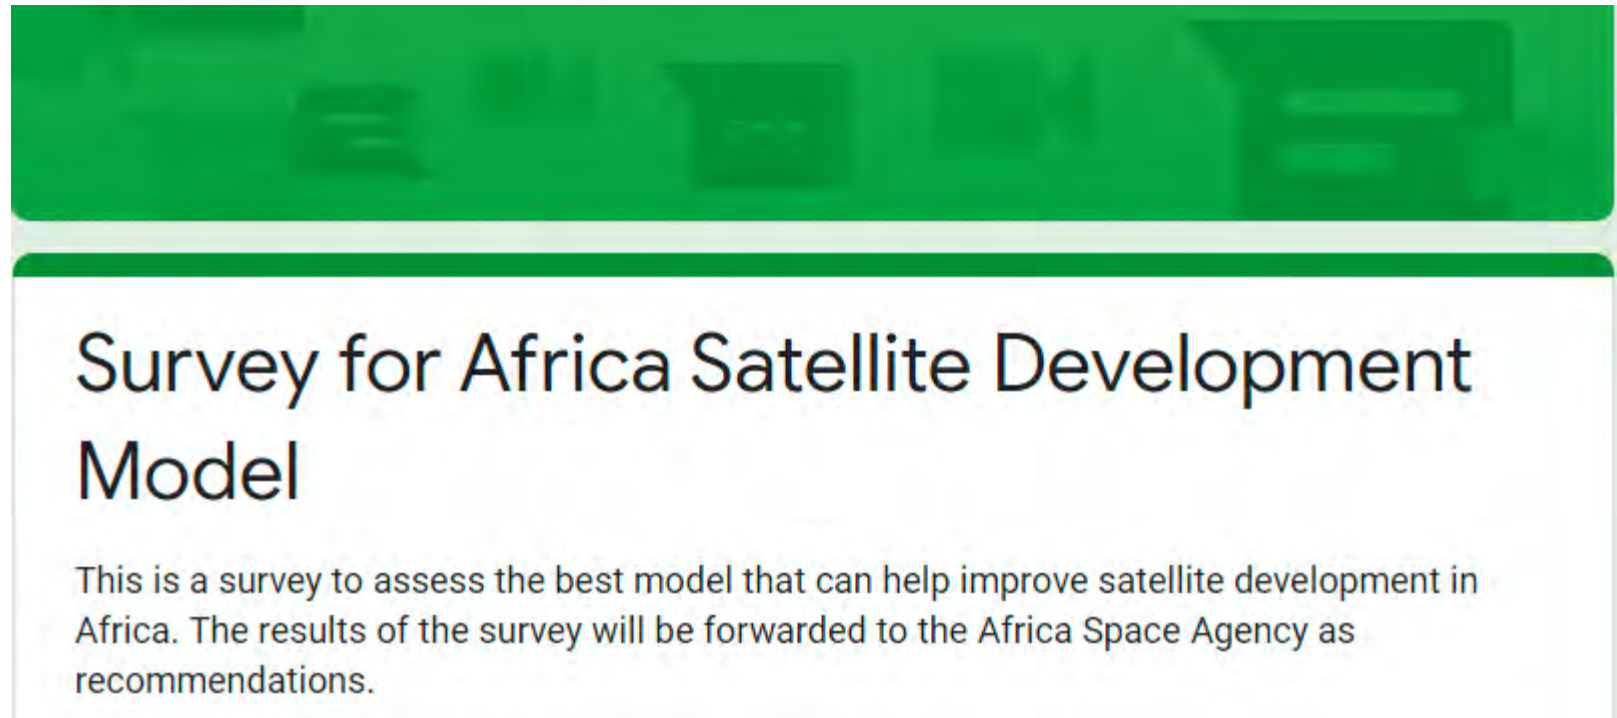 Survey for Africa Satellite Development
Model
This is a survey to assess the best model that can help improve satellite development in
Africa. The results of the survey will be forwarded to the Africa Space Agency as
recommendations.